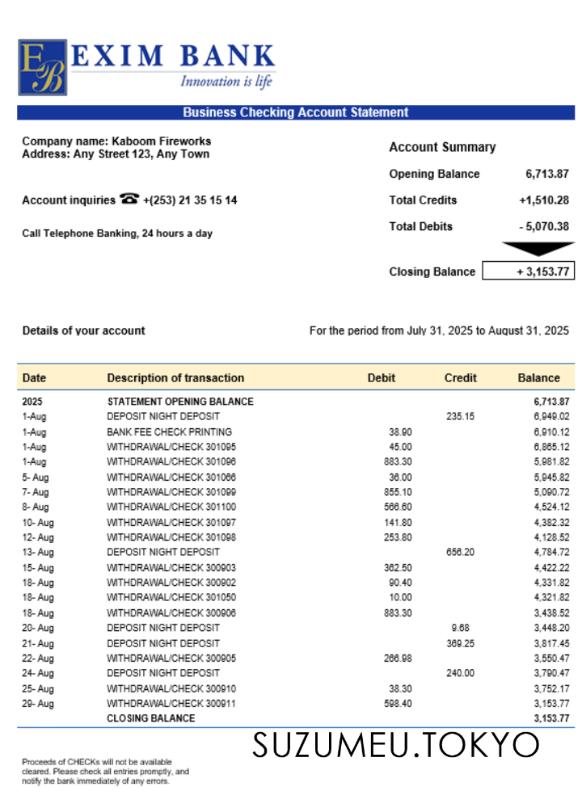 EB EXIM BANK
Innovation is life
Business Checking Account Statement
Company name: Kaboom Fireworks
Address: Any Street 123, Any Town
Account inquiries ☎ +(253) 21 35 15 14
Call Telephone Banking, 24 hours a day
Account Summary
Opening Balance 6,713.87
Total Credits +1,510.28
Total Debits - 5,070.38
Closing Balance + 3,153.77
Details of your account For the period from July 31, 2025 to August 31, 2025
Date Description of transaction Debit Credit Balance
2025 STATEMENT OPENING BALANCE 6,713.87
1-Aug DEPOSIT NIGHT DEPOSIT 235.15 6,949.02
1-Aug BANK FEE CHECK PRINTING 38.90 6,910.12
1-Aug WITHDRAWAL/CHECK 301095 45.00 6,865.12
1-Aug WITHDRAWAL/CHECK 301096 883.30 5,981.82
5- Aug WITHDRAWAL/CHECK 301066 36.00 5,945.82
7- Aug WITHDRAWAL/CHECK 301099 855.10 5,090.72
8- Aug WITHDRAWAL/CHECK 301100 566.60 4,524.12
10- Aug WITHDRAWAL/CHECK 301097 141.80 4,382.32
12- Aug WITHDRAWAL/CHECK 301098 253.80 4,128.52
13- Aug DEPOSIT NIGHT DEPOSIT 656.20 4,784.72
15- Aug WITHDRAWAL/CHECK 300903 362.50 4,422.22
18- Aug WITHDRAWAL/CHECK 300902 90.40 4,331.82
18- Aug WITHDRAWAL/CHECK 301050 10.00 4,321.82
18- Aug WITHDRAWAL/CHECK 300906 883.30 3,438.52
20- Aug DEPOSIT NIGHT DEPOSIT 9.68 3,448.20
21- Aug DEPOSIT NIGHT DEPOSIT 369.25 3,817.45
22- Aug WITHDRAWAL/CHECK 300905 266.98 3,550.47
24- Aug DEPOSIT NIGHT DEPOSIT 240.00 3,790.47
25- Aug WITHDRAWAL/CHECK 300910 38.30 3,752.17
29- Aug WITHDRAWAL/CHECK 300911 598.40 3,153.77
CLOSING BALANCE 3,153.77
SUZUMEU.TOKYO
Proceeds of CHECKs will not be available
cleared. Please check all entries promptly, and
notify the bank immediately of any errors.